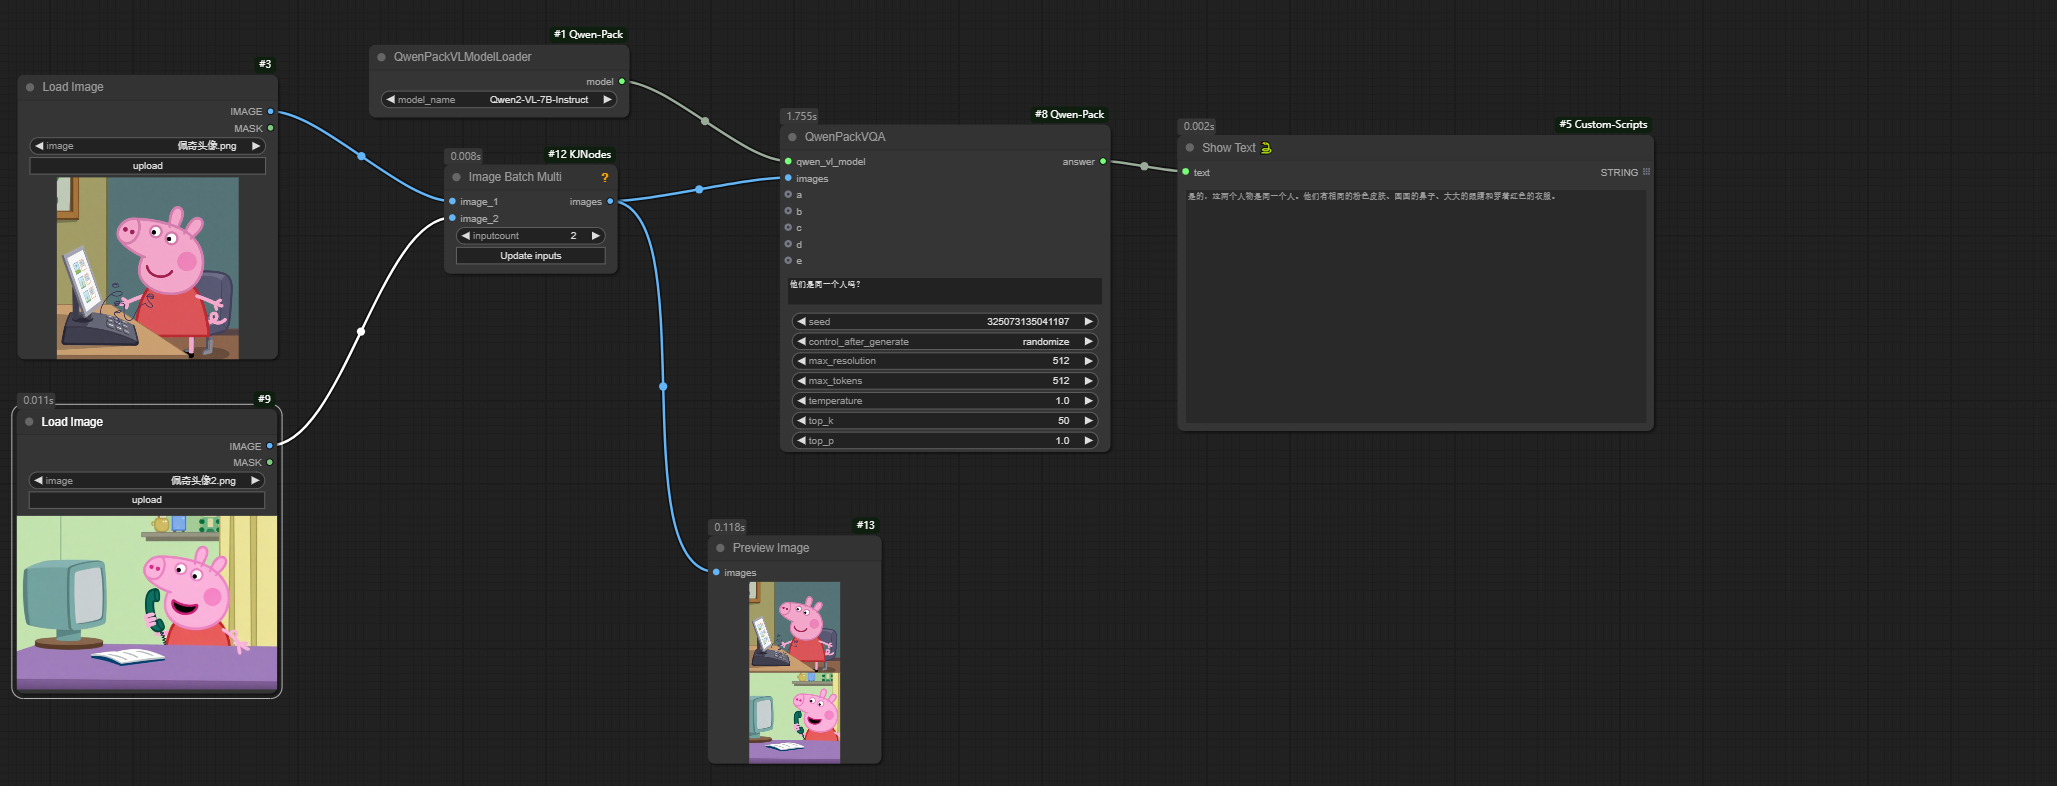 #3
Load Image
IMAGE
MASK
image 佩奇头像.png
upload
#1 Qwen-Pack
QwenPackVLModelLoader
model
model_name Qwen2-VL-7B-Instruct
0.008s
#12 KJNodes
Image Batch Multi ?
image_1 images
image_2
inputcount 2
Update inputs
1.755s
#8 Qwen-Pack
QwenPackVQA
qwen_vl_model answer
images
a
b
c
d
e
他们是同一个人吗？
seed 325073135041197
control_after_generate randomize
max_resolution 512
max_tokens 512
temperature 1.0
top_k 50
top_p 1.0
0.002s
#5 Custom-Scripts
Show Text
text STRING
是的，这两个人物是同一个人。他们有相同的粉色皮肤、圆圆的鼻子、大大的眼睛和穿着红色的衣服。
0.011s
#9
Load Image
IMAGE
MASK
image 佩奇头像2.png
upload
0.118s
#13
Preview Image
images